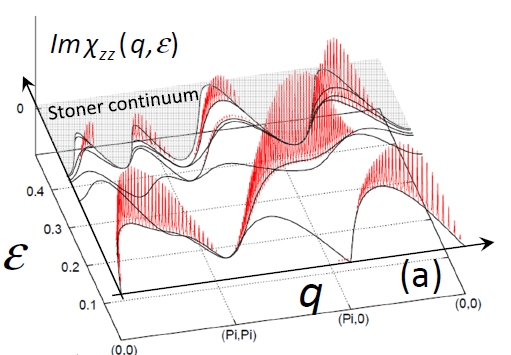 Im χzz (q, ε)
Stoner continuum
0
0.4
0.3
0.2
0.1
ε
q
(a)
(0,0)
(Pi,Pi)
(Pi,0)
(0,0)